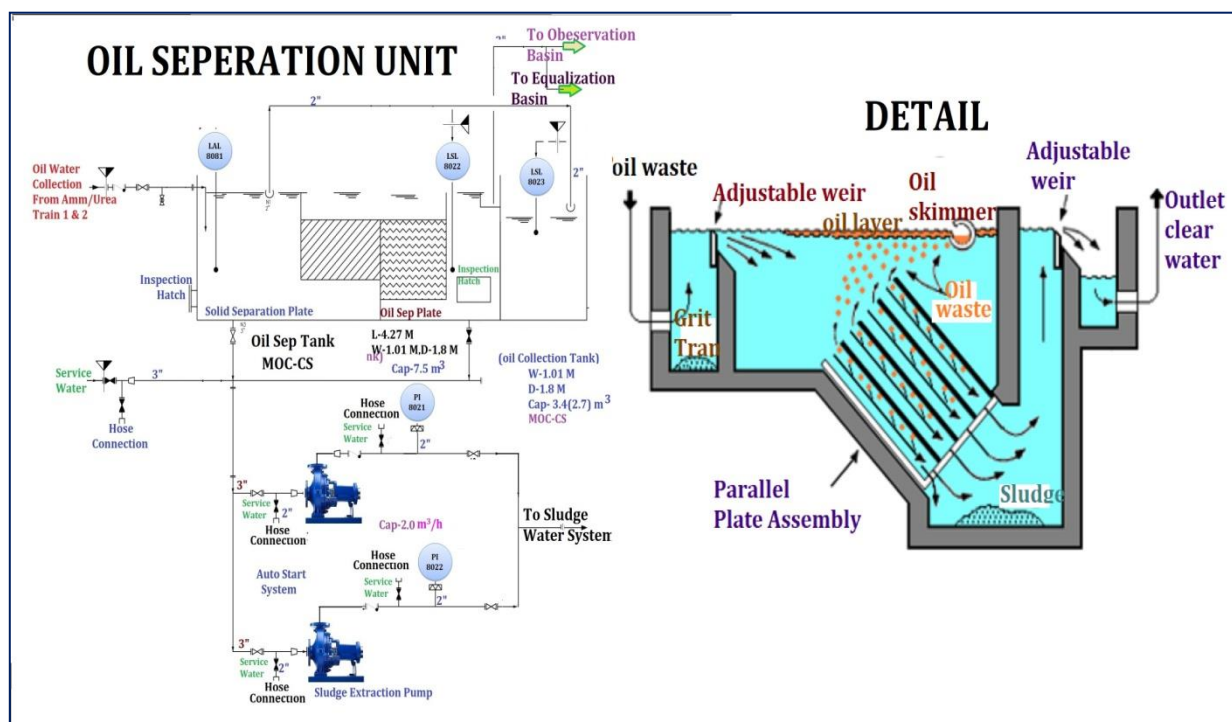 OIL SEPERATION UNIT
To Obeservation
Basin
To Equalization
Basin
2"
2"
LAL
8081
LSL
8022
LSL
8023
Oil Water
Collection
From Amm/Urea
Train 1 & 2
Inspection
Hatch
Inspection
Hatch
Solid Separation Plate
Oil Sep Plate
Oil Sep Tank
MOC-CS
L-4.27 M
W-1.01 M,D-1.8 M
nk)
Cap-7.5 m3
(oil Collection Tank)
W-1.01 M
D-1.8 M
Cap- 3.4(2.7) m3
MOC-CS
Service
Water
3"
Hose
Connection
Hose
Connection
Service
Water
PI
8021
2"
3"
Service
Water
2"
Hose
Connection
Cap-2.0 m3/h
To Sludge
Water System
Auto Start
System
Hose
Connection
Service
Water
PI
8022
2"
3"
Service
Water
2"
Hose
Connection
Sludge Extraction Pump
DETAIL
oil waste
Adjustable weir
Oil
skimmer
oil layer
Adjustable
weir
Outlet
clear
water
Oil
waste
Grit
Tran
Parallel
Plate Assembly
Sludge